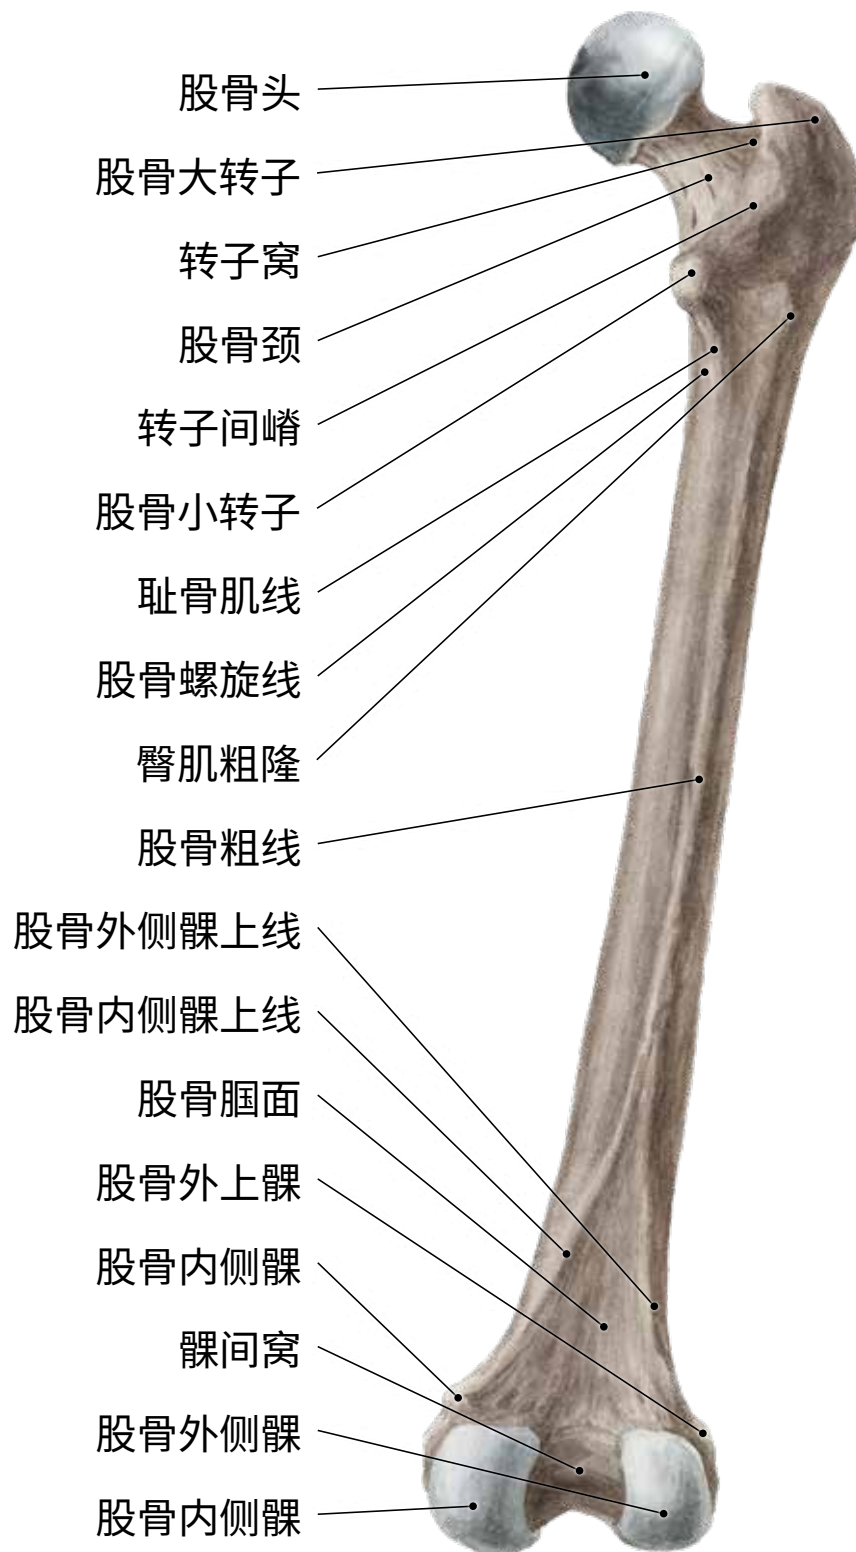 股骨头
股骨大转子
转子窝
股骨颈
转子间嵴
股骨小转子
耻骨肌线
股骨螺旋线
臀肌粗隆
股骨粗线
股骨外侧髁上线
股骨内侧髁上线
股骨腘面
股骨外上髁
股骨内侧髁
髁间窝
股骨外侧髁
股骨内侧髁